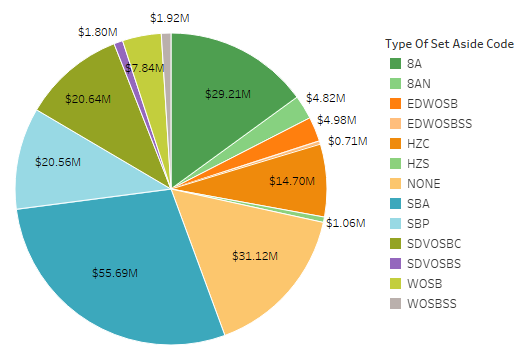 $1.92M
$1.80M
$7.84M
$29.21M
$20.64M
$4.82M
$4.98M
$0.71M
$20.56M
$14.70M
$1.06M
$31.12M
$55.69M
Type Of Set Aside Code
8A
8AN
EDWOSB
EDWOSBSS
HZC
HZS
NONE
SBA
SBP
SDVOSBC
SDVOSBS
WOSB
WOSBSS